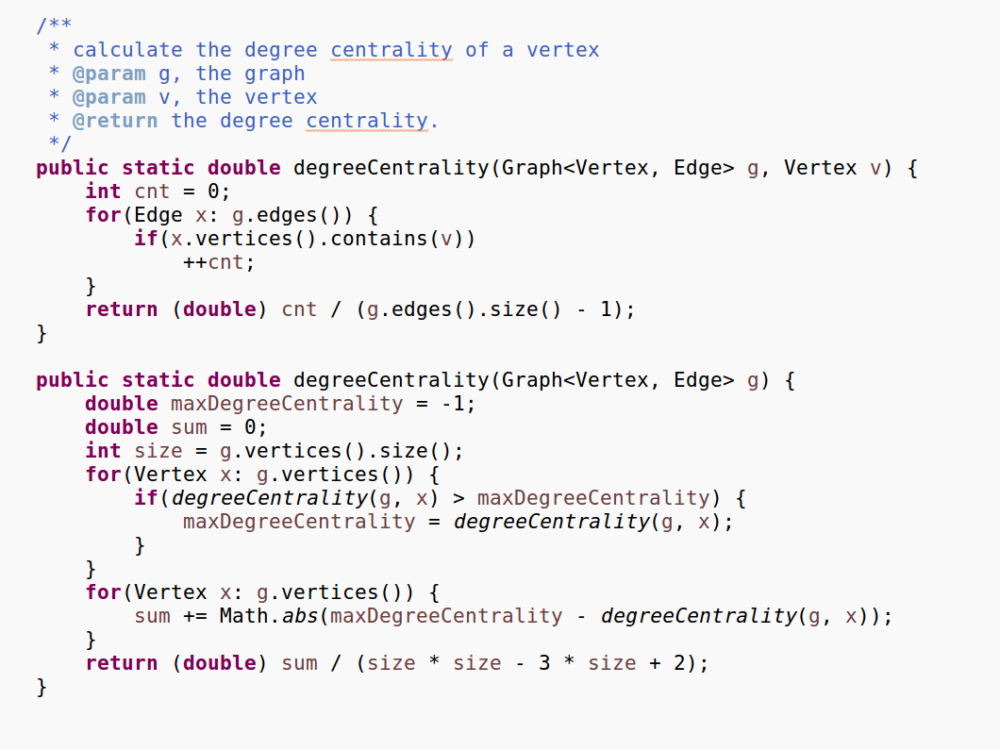 /**
 * calculate the degree centrality of a vertex
 * @param g, the graph
 * @param v, the vertex
 * @return the degree centrality.
 */
public static double degreeCentrality(Graph<Vertex, Edge> g, Vertex v) {
    int cnt = 0;
    for(Edge x: g.edges()) {
        if(x.vertices().contains(v))
            ++cnt;
    }
    return (double) cnt / (g.edges().size() - 1);
}

public static double degreeCentrality(Graph<Vertex, Edge> g) {
    double maxDegreeCentrality = -1;
    double sum = 0;
    int size = g.vertices().size();
    for(Vertex x: g.vertices()) {
        if(degreeCentrality(g, x) > maxDegreeCentrality) {
            maxDegreeCentrality = degreeCentrality(g, x);
        }
    }
    for(Vertex x: g.vertices()) {
        sum += Math.abs(maxDegreeCentrality - degreeCentrality(g, x));
    }
    return (double) sum / (size * size - 3 * size + 2);
}